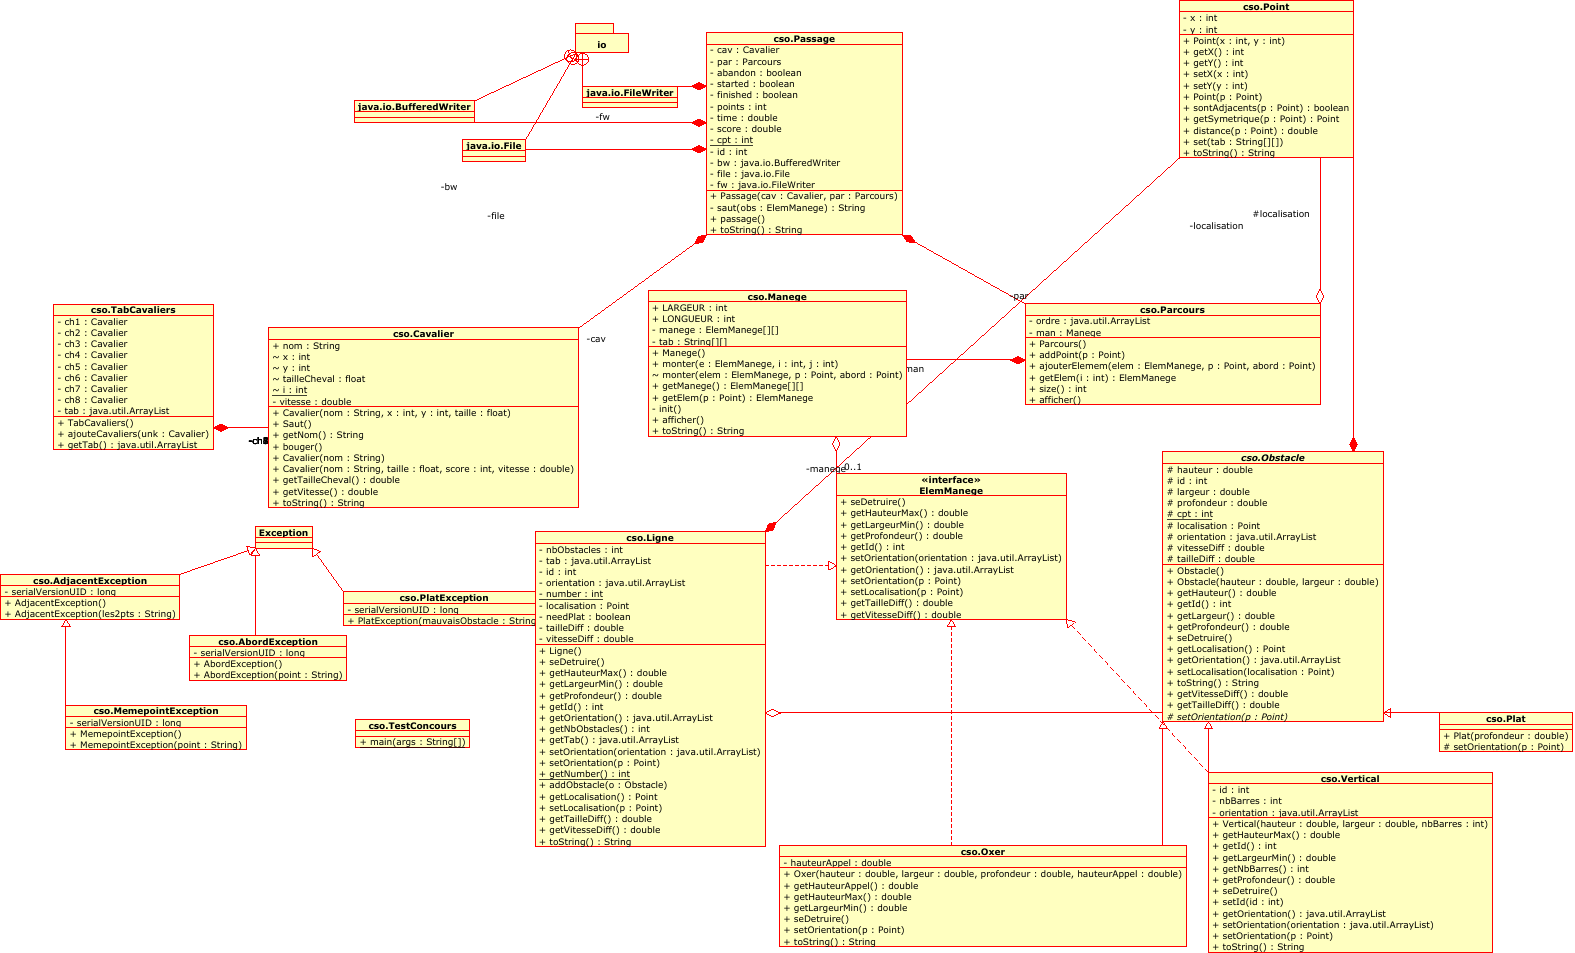 io
java.io.BufferedWriter
java.io.FileWriter
java.io.File
-fw
-bw
-file
cso.Passage
- cav : Cavalier
- par : Parcours
- abandon : boolean
- started : boolean
- finished : boolean
- points : int
- time : double
- score : double
- cpt : int
- id : int
- bw : java.io.BufferedWriter
- file : java.io.File
- fw : java.io.FileWriter
+ Passage(cav : Cavalier, par : Parcours)
- saut(obs : ElemManege) : String
+ passage()
+ toString() : String
cso.Point
- x : int
- y : int
+ Point(x : int, y : int)
+ getX() : int
+ getY() : int
+ setX(x : int)
+ setY(y : int)
+ Point(p : Point)
+ sontAdjacents(p : Point) : boolean
+ getSymetrique(p : Point) : Point
+ distance(p : Point) : double
+ set(tab : String[][])
+ toString() : String
#localisation
-localisation
-par
-cav
man
cso.TabCavaliers
- ch1 : Cavalier
- ch2 : Cavalier
- ch3 : Cavalier
- ch4 : Cavalier
- ch5 : Cavalier
- ch6 : Cavalier
- ch7 : Cavalier
- ch8 : Cavalier
- tab : java.util.ArrayList
+ TabCavaliers()
+ ajouteCavaliers(unk : Cavalier)
+ getTab() : java.util.ArrayList
cso.Cavalier
+ nom : String
~ x : int
~ y : int
~ tailleCheval : float
~ i : int
- vitesse : double
+ Cavalier(nom : String, x : int, y : int, taille : float)
+ Saut()
+ getNom() : String
+ bouger()
+ Cavalier(nom : String)
+ Cavalier(nom : String, taille : float, score : int, vitesse : double)
+ getTailleCheval() : double
+ getVitesse() : double
+ toString() : String
cso.Manege
+ LARGEUR : int
+ LONGUEUR : int
- manege : ElemManege[][]
- tab : String[][]
+ Manege()
+ monter(e : ElemManege, i : int, j : int)
~ monter(elem : ElemManege, p : Point, abord : Point)
+ getManege() : ElemManege[][]
+ getElem(p : Point) : ElemManege
- init()
+ afficher()
+ toString() : String
cso.Parcours
- ordre : java.util.ArrayList
- man : Manege
+ Parcours()
+ addPoint(p : Point)
+ ajouterElemem(elem : ElemManege, p : Point, abord : Point)
+ getElem(i : int) : ElemManege
+ size() : int
+ afficher()
-manege
0..1
«interface»
ElemManege
+ seDetruire()
+ getHauteurMax() : double
+ getLargeurMin() : double
+ getProfondeur() : double
+ getId() : int
+ setOrientation(orientation : java.util.ArrayList)
+ getOrientation() : java.util.ArrayList
+ setOrientation(p : Point)
+ setLocalisation(p : Point)
+ getTailleDiff() : double
+ getVitesseDiff() : double
cso.Obstacle
# hauteur : double
# id : int
# largeur : double
# profondeur : double
# cpt : int
# localisation : Point
# orientation : java.util.ArrayList
# vitesseDiff : double
# tailleDiff : double
+ Obstacle()
+ Obstacle(hauteur : double, largeur : double)
+ getHauteur() : double
+ getId() : int
+ getLargeur() : double
+ getProfondeur() : double
+ seDetruire()
+ getLocalisation() : Point
+ getOrientation() : java.util.ArrayList
+ setLocalisation(localisation : Point)
+ toString() : String
+ getVitesseDiff() : double
+ getTailleDiff() : double
# setOrientation(p : Point)
Exception
cso.AdjacentException
- serialVersionUID : long
+ AdjacentException()
+ AdjacentException(les2pts : String)
cso.PlatException
- serialVersionUID : long
+ PlatException(mauvaisObstacle : String
cso.AbordException
- serialVersionUID : long
+ AbordException()
+ AbordException(point : String)
cso.MemepointException
- serialVersionUID : long
+ MemepointException()
+ MemepointException(point : String)
cso.TestConcours
+ main(args : String[])
cso.Ligne
- nbObstacles : int
- tab : java.util.ArrayList
- id : int
- orientation : java.util.ArrayList
- number : int
- localisation : Point
- needPlat : boolean
- tailleDiff : double
- vitesseDiff : double
+ Ligne()
+ seDetruire()
+ getHauteurMax() : double
+ getLargeurMin() : double
+ getProfondeur() : double
+ getId() : int
+ getOrientation() : java.util.ArrayList
+ getNbObstacles() : int
+ getTab() : java.util.ArrayList
+ setOrientation(orientation : java.util.ArrayList)
+ setOrientation(p : Point)
+ getNumber() : int
+ addObstacle(o : Obstacle)
+ getLocalisation() : Point
+ setLocalisation(p : Point)
+ getTailleDiff() : double
+ getVitesseDiff() : double
+ toString() : String
cso.Plat
+ Plat(profondeur : double)
# setOrientation(p : Point)
cso.Vertical
- id : int
- nbBarres : int
- orientation : java.util.ArrayList
+ Vertical(hauteur : double, largeur : double, nbBarres : int)
+ getHauteurMax() : double
+ getId() : int
+ getLargeurMin() : double
+ getNbBarres() : int
+ getProfondeur() : double
+ seDetruire()
+ setId(id : int)
+ getOrientation() : java.util.ArrayList
+ setOrientation(orientation : java.util.ArrayList)
+ setOrientation(p : Point)
+ toString() : String
cso.Oxer
- hauteurAppel : double
+ Oxer(hauteur : double, largeur : double, profondeur : double, hauteurAppel : double)
+ getHauteurAppel() : double
+ getHauteurMax() : double
+ getLargeurMin() : double
+ seDetruire()
+ setOrientation(p : Point)
+ toString() : String